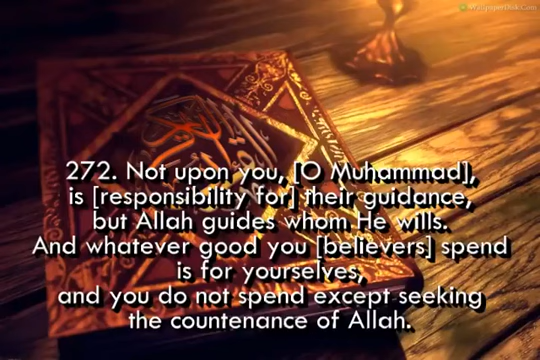 WallpaperDisk.Com
272. Not upon you, [O Muhammad],
is [responsibility for] their guidance,
but Allah guides whom He wills.
And whatever good you [believers] spend
is for yourselves,
and you do not spend except seeking
the countenance of Allah.